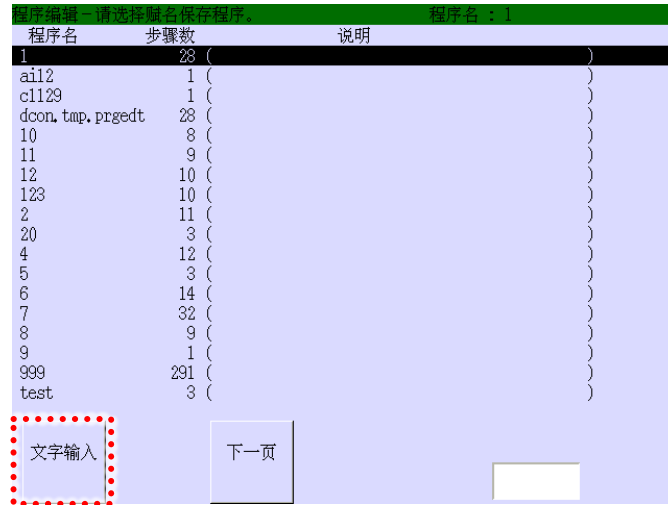 程序编辑－请选择赋名保存程序。 程序名 : 1
程序名 步骤数 说明
1 28 ( )
ai12 1 ( )
c1129 1 ( )
dcon.tmp.prgedt 28 ( )
10 8 ( )
11 9 ( )
12 10 ( )
123 10 ( )
2 11 ( )
20 3 ( )
4 12 ( )
5 3 ( )
6 14 ( )
7 32 ( )
8 9 ( )
9 1 ( )
999 291 ( )
test 3 ( )
文字输入 下一页